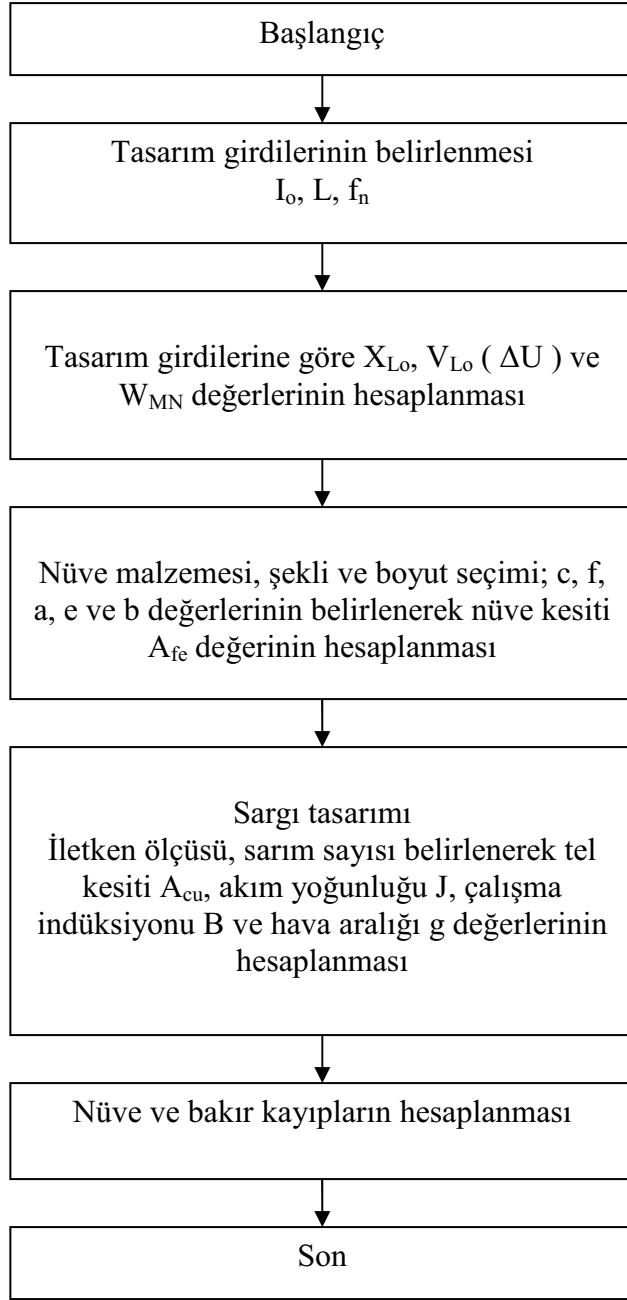 Başlangıç
Tasarım girdilerinin belirlenmesi
Io, L, fn
Tasarım girdilerine göre XLo, VLo ( ΔU ) ve
WMN değerlerinin hesaplanması
Nüve malzemesi, şekli ve boyut seçimi; c, f,
a, e ve b değerlerinin belirlenerek nüve kesiti
Afe değerinin hesaplanması
Sargı tasarımı
İletken ölçüsü, sarım sayısı belirlenerek tel
kesiti Acu, akım yoğunluğu J, çalışma
indüksiyonu B ve hava aralığı g değerlerinin
hesaplanması
Nüve ve bakır kayıpların hesaplanması
Son